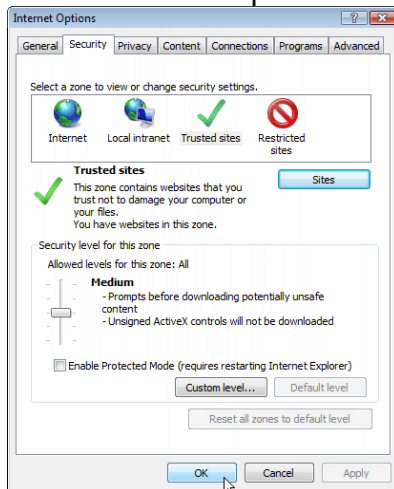 Internet Options
General Security Privacy Content Connections Programs Advanced
Select a zone to view or change security settings.
Internet Local intranet Trusted sites Restricted
sites
Trusted sites
Sites
This zone contains websites that you
trust not to damage your computer or
your files.
You have websites in this zone.
Security level for this zone
Allowed levels for this zone: All
Medium
- Prompts before downloading potentially unsafe
content
- Unsigned ActiveX controls will not be downloaded
Enable Protected Mode (requires restarting Internet Explorer)
Custom level... Default level
Reset all zones to default level
OK Cancel Apply